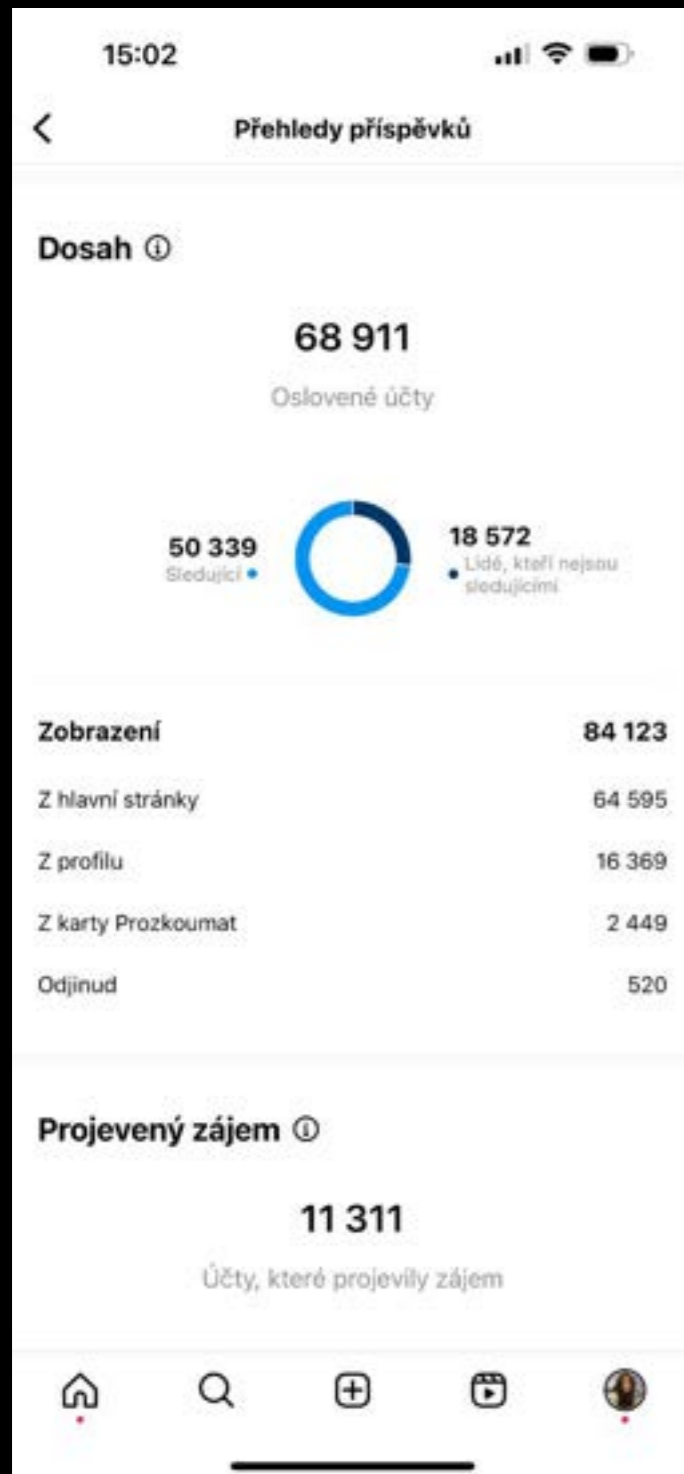 15:02
Přehledy příspěvků
Dosah
68 911
Oslovené účty
50 339
Sledující
18 572
Lidé, kteří nejsou
sledujícími
Zobrazení 84 123
Z hlavní stránky 64 595
Z profilu 16 369
Z karty Prozkoumat 2 449
Odjinud 520
Projevený zájem
11 311
Účty, které projevily zájem